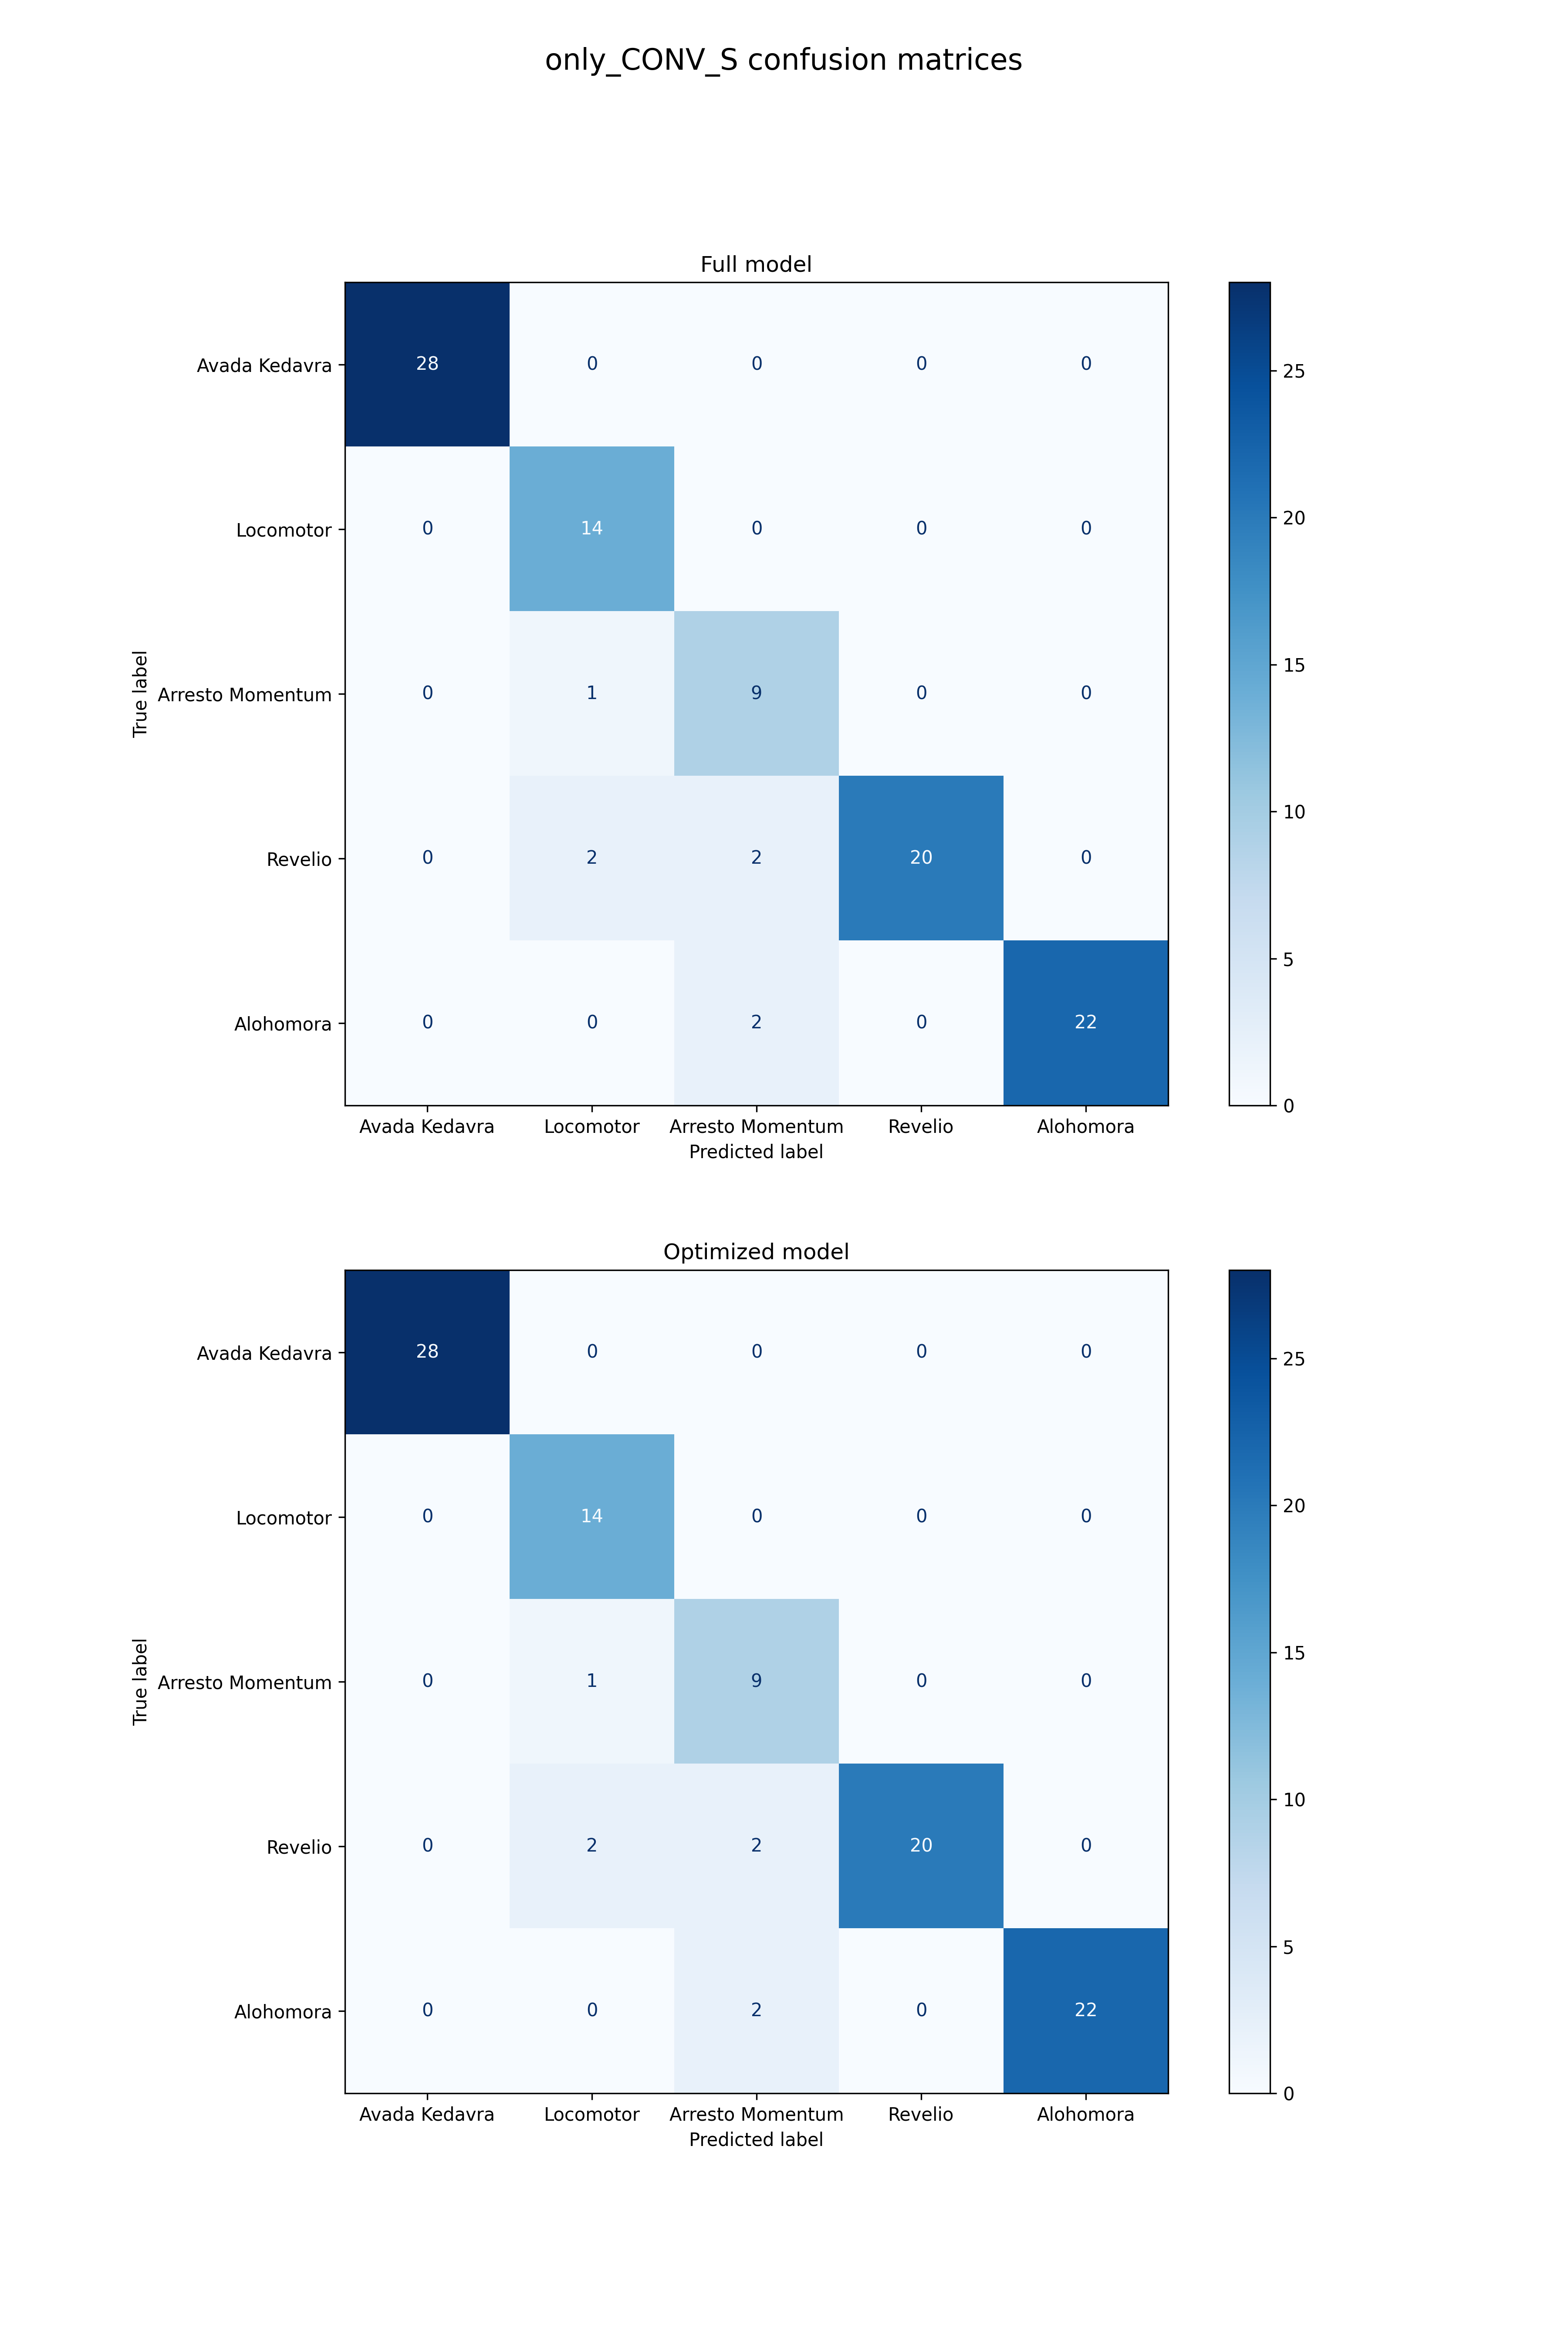 only_CONV_S confusion matrices
Full model
Avada Kedavra 28 0 0 0 0 25
Locomotor 0 14 0 0 0 20
15
True label Arresto Momentum 0 1 9 0 0
10
Revelio 0 2 2 20 0
5
Alohomora 0 0 2 0 22
0
Avada Kedavra Locomotor Arresto Momentum Revelio Alohomora
Predicted label
Optimized model
Avada Kedavra 28 0 0 0 0 25
Locomotor 0 14 0 0 0 20
15
True label Arresto Momentum 0 1 9 0 0
10
Revelio 0 2 2 20 0
5
Alohomora 0 0 2 0 22
0
Avada Kedavra Locomotor Arresto Momentum Revelio Alohomora
Predicted label